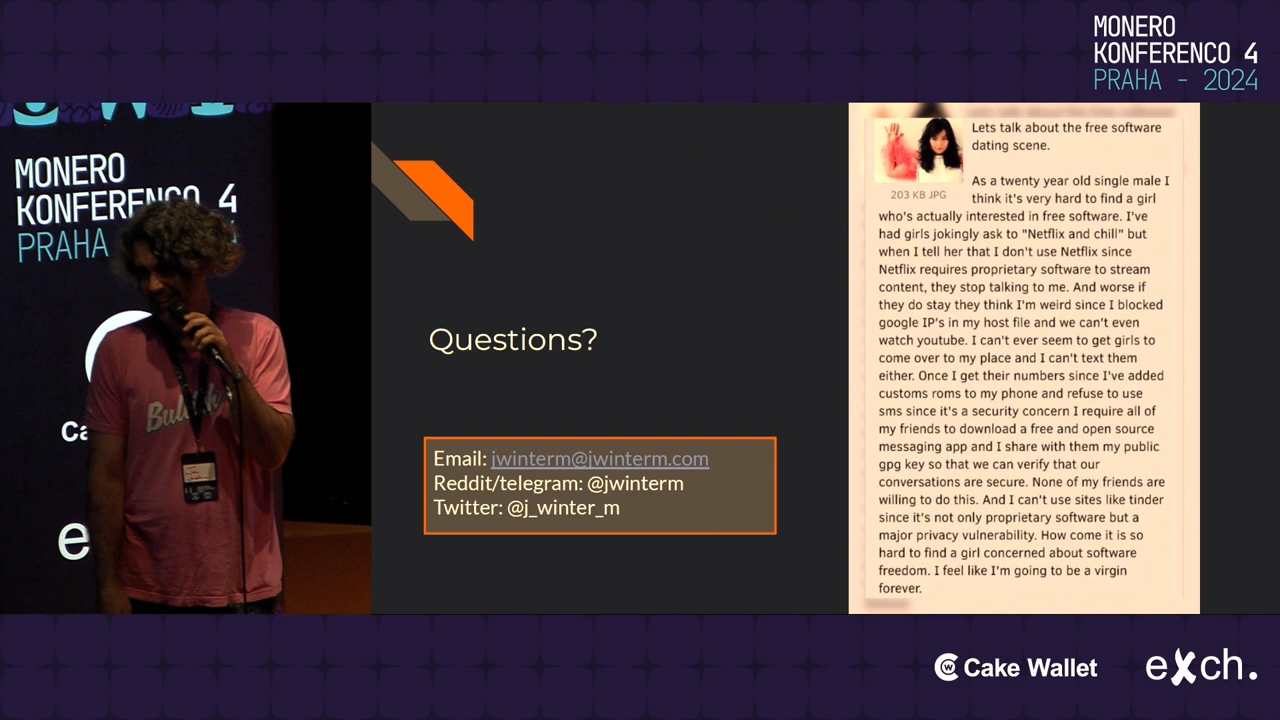 MONERO
KONFERENCO 4
PRAHA - 2024
MONERO
KONFERENCO 4
PRAHA
Questions?
Email: jwinterm@jwinterm.com
Reddit/telegram: @jwinterm
Twitter: @j_winter_m
203 KB JPG
Lets talk about the free software
dating scene.
As a twenty year old single male I
think it's very hard to find a girl
who's actually interested in free software. I've
had girls jokingly ask to "Netflix and chill" but
when I tell her that I don't use Netflix since
Netflix requires proprietary software to stream
content, they stop talking to me. And worse if
they do stay they think I'm weird since I blocked
google IP's in my host file and we can't even
watch youtube. I can't ever seem to get girls to
come over to my place and I can't text them
either. Once I get their numbers since I've added
customs roms to my phone and refuse to use
sms since it's a security concern I require all of
my friends to download a free and open source
messaging app and I share with them my public
gpg key so that we can verify that our
conversations are secure. None of my friends are
willing to do this. And I can't use sites like tinder
since it's not only proprietary software but a
major privacy vulnerability. How come it is so
hard to find a girl concerned about software
freedom. I feel like I'm going to be a virgin
forever.
Cake Wallet
exch.